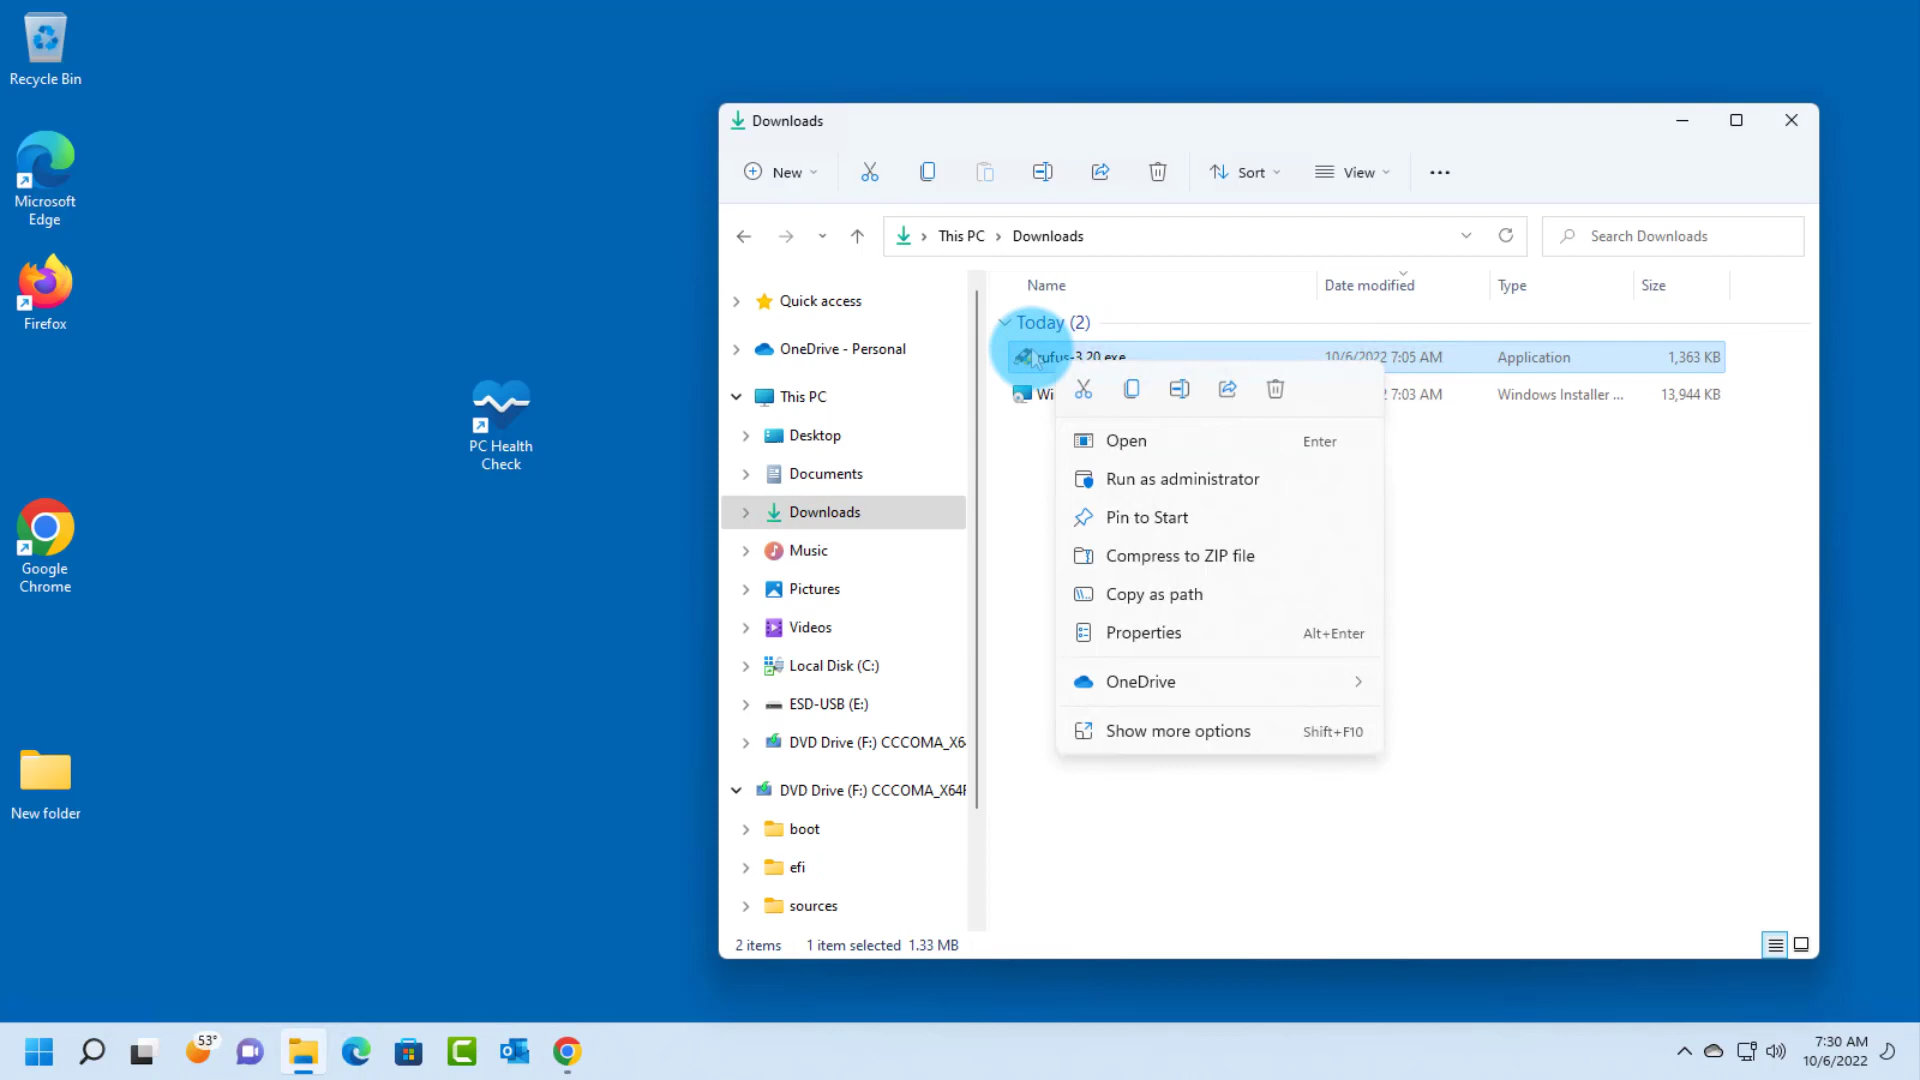 Recycle Bin
Microsoft
Edge
Firefox
Google
Chrome
New folder
PC Health
Check
Downloads
New
Sort
View
This PC
Downloads
Search Downloads
Quick access
OneDrive - Personal
This PC
Desktop
Documents
Downloads
Music
Pictures
Videos
Local Disk (C:)
ESD-USB (E:)
DVD Drive (F:) CCCOMA_X6
DVD Drive (F:) CCCOMA_X64F
boot
efi
sources
Name Date modified Type Size
Today (2)
rufus-3.20.exe 10/6/2022 7:05 AM Application 1,363 KB
Wi 2 7:03 AM Windows Installer ... 13,944 KB
Open Enter
Run as administrator
Pin to Start
Compress to ZIP file
Copy as path
Properties Alt+Enter
OneDrive
Show more options Shift+F10
2 items 1 item selected 1.33 MB
53°
7:30 AM
10/6/2022